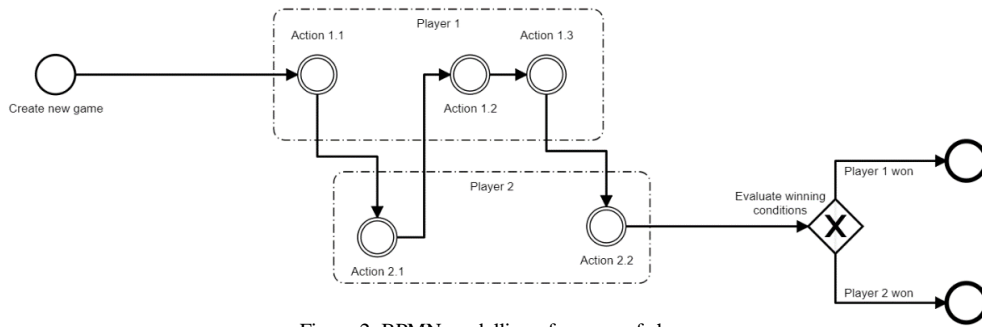 Player 1
Action 1.1
Action 1.3
Create new game
Action 1.2
Player 2
Player 1 won
Evaluate winning
conditions
X
Action 2.1
Action 2.2
Player 2 won